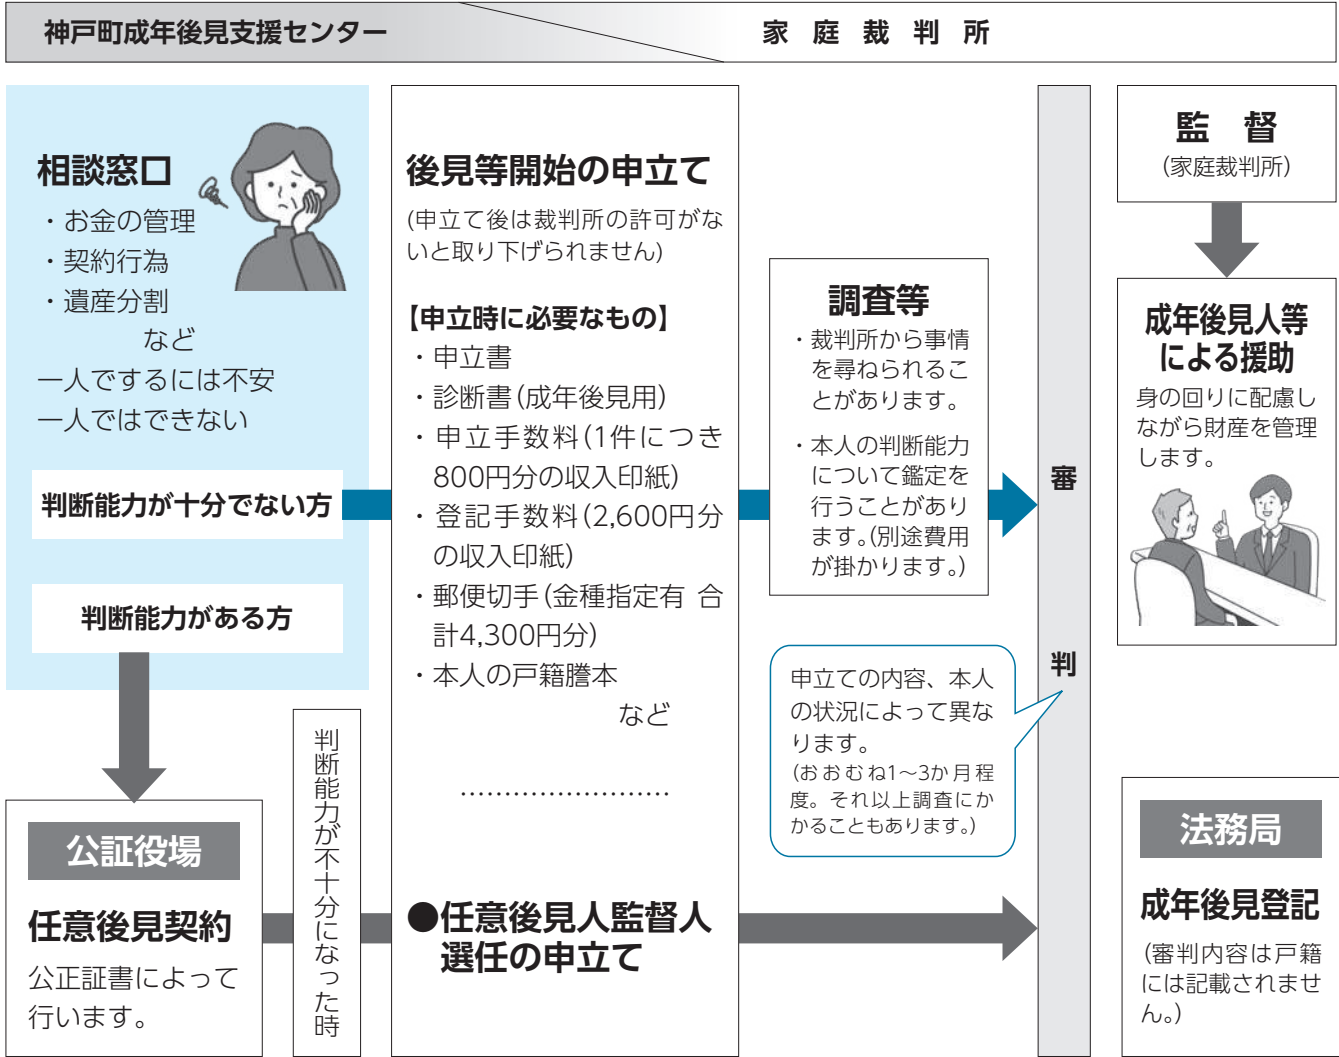 神戸町成年後見支援センター
家庭裁判所
相談窓口
・お金の管理
・契約行為
・遺産分割
など
一人でするには不安
一人ではできない
判断能力が十分でない方
判断能力がある方
公証役場
任意後見契約
公正証書によって
行います。
判断能力が不十分になった時
後見等開始の申立て
(申立て後は裁判所の許可がな
いと取り下げられません)
【申立時に必要なもの】
・申立書
・診断書(成年後見用)
・申立手数料(1件につき
800円分の収入印紙)
・登記手数料(2,600円分
の収入印紙)
・郵便切手(金種指定有 合
計4,300円分)
・本人の戸籍謄本
など
……………………
●任意後見人監督人
選任の申立て
調査等
・裁判所から事情
を尋ねられるこ
とがあります。
・本人の判断能力
について鑑定を
行うことがあり
ます。(別途費用
が掛かります。)
申立ての内容、本人
の状況によって異な
ります。
(おおむね1〜3か月程
度。それ以上調査にか
かることもあります。)
審判
監督
(家庭裁判所)
成年後見人等
による援助
身の回りに配慮し
ながら財産を管理
します。
法務局
成年後見登記
(審判内容は戸籍
には記載されませ
ん。)